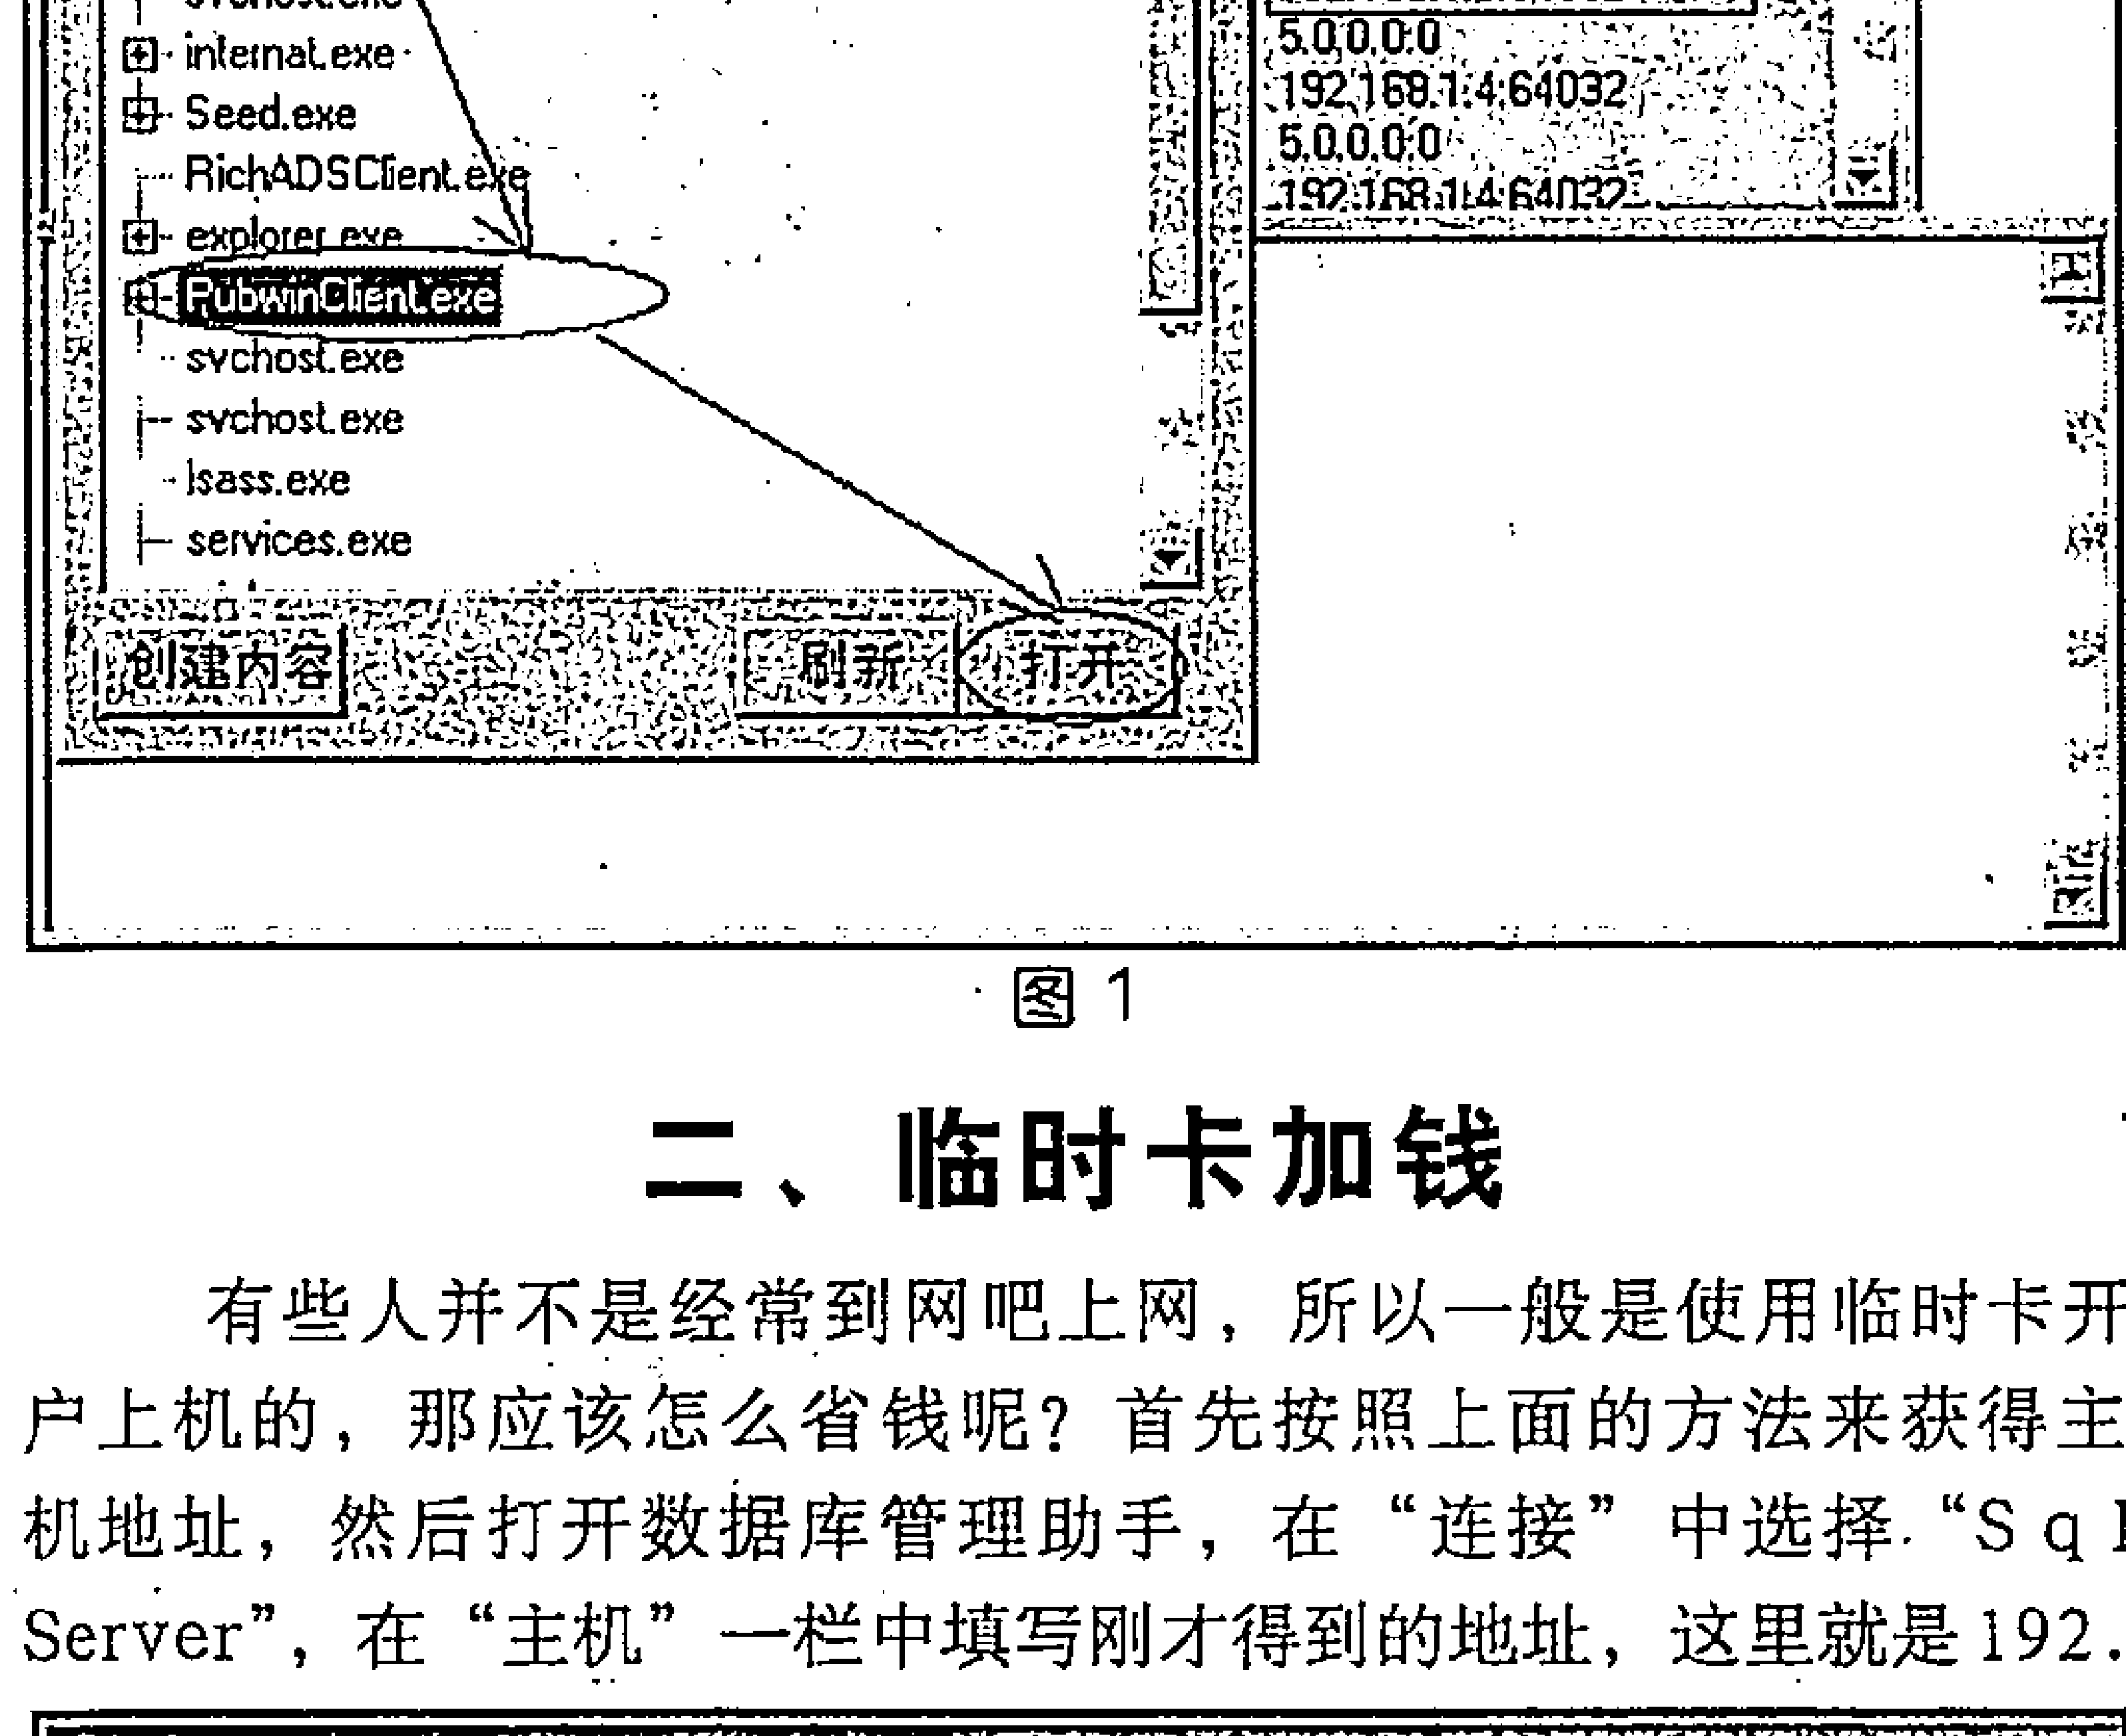 internat.exe
Seed.exe
RichADSClient.exe
explorer.exe
PubwinClient.exe
svchost.exe
svchost.exe
lsass.exe
services.exe
创建内容
刷新
打开
5.0.0.0:0
192.168.1.4:64032
5.0.0.0:0
192.168.1.4:64032
图 1
二、临时卡加钱
有些人并不是经常到网吧上网，所以一般是使用临时卡开
户上机的，那应该怎么省钱呢？首先按照上面的方法来获得主
机地址，然后打开数据库管理助手，在“连接”中选择“Sql
Server”，在“主机”一栏中填写刚才得到的地址，这里就是192.